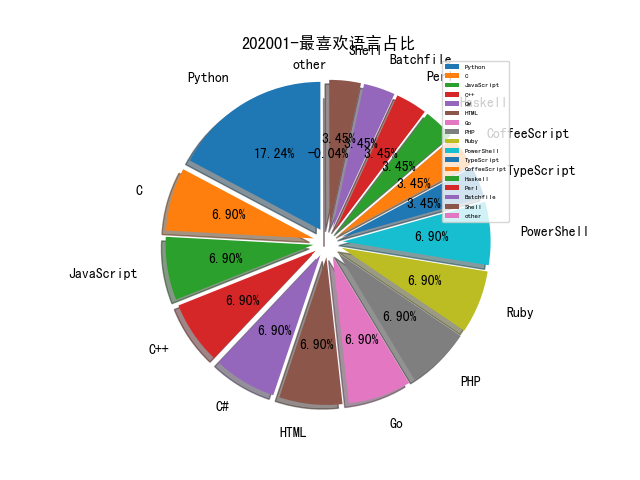 202001-最喜欢语言占比
Shell
Batchfile
Perl
Haskell
CoffeeScript
TypeScript
PowerShell
Ruby
PHP
Go
HTML
C#
C++
JavaScript
C
Python
other
17.24%
-0.04%
3.45%
3.45%
3.45%
3.45%
3.45%
3.45%
6.90%
6.90%
6.90%
6.90%
6.90%
6.90%
6.90%
6.90%
6.90%
Python
C
JavaScript
C++
C#
HTML
Go
PHP
Ruby
PowerShell
TypeScript
CoffeeScript
Haskell
Perl
Batchfile
Shell
other